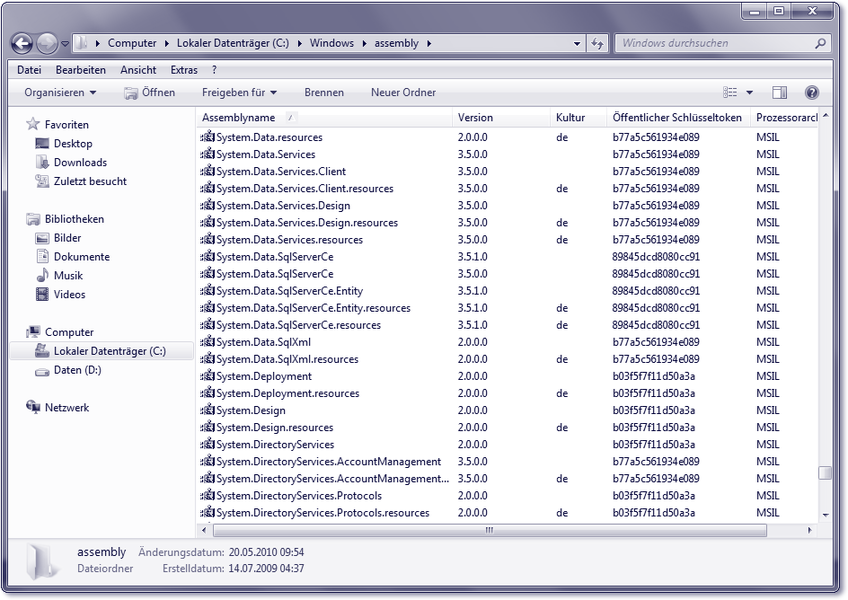 Computer Lokaler Datenträger (C:) Windows assembly Windows durchsuchen
Datei Bearbeiten Ansicht Extras ?
Organisieren Öffnen Freigeben für Brennen Neuer Ordner
Favoriten
Desktop
Downloads
Zuletzt besucht
Bibliotheken
Bilder
Dokumente
Musik
Videos
Computer
Lokaler Datenträger (C:)
Daten (D:)
Netzwerk
Assemblyname Version Kultur Öffentlicher Schlüsseltoken Prozessorarcl
System.Data.resources 2.0.0.0 de b77a5c561934e089 MSIL
System.Data.Services 3.5.0.0 b77a5c561934e089 MSIL
System.Data.Services.Client 3.5.0.0 b77a5c561934e089 MSIL
System.Data.Services.Client.resources 3.5.0.0 de b77a5c561934e089 MSIL
System.Data.Services.Design 3.5.0.0 b77a5c561934e089 MSIL
System.Data.Services.Design.resources 3.5.0.0 de b77a5c561934e089 MSIL
System.Data.Services.resources 3.5.0.0 de b77a5c561934e089 MSIL
System.Data.SqlServerCe 3.5.1.0 89845dcd8080cc91 MSIL
System.Data.SqlServerCe 3.5.0.0 89845dcd8080cc91 MSIL
System.Data.SqlServerCe.Entity 3.5.1.0 89845dcd8080cc91 MSIL
System.Data.SqlServerCe.Entity.resources 3.5.1.0 de 89845dcd8080cc91 MSIL
System.Data.SqlServerCe.resources 3.5.1.0 de 89845dcd8080cc91 MSIL
System.Data.SqlXml 2.0.0.0 b77a5c561934e089 MSIL
System.Data.SqlXml.resources 2.0.0.0 de b77a5c561934e089 MSIL
System.Deployment 2.0.0.0 b03f5f7f11d50a3a MSIL
System.Deployment.resources 2.0.0.0 de b03f5f7f11d50a3a MSIL
System.Design 2.0.0.0 b03f5f7f11d50a3a MSIL
System.Design.resources 2.0.0.0 de b03f5f7f11d50a3a MSIL
System.DirectoryServices 2.0.0.0 b03f5f7f11d50a3a MSIL
System.DirectoryServices.AccountManagement 3.5.0.0 b77a5c561934e089 MSIL
System.DirectoryServices.AccountManagement... 3.5.0.0 de b77a5c561934e089 MSIL
System.DirectoryServices.Protocols 2.0.0.0 b03f5f7f11d50a3a MSIL
System.DirectoryServices.Protocols.resources 2.0.0.0 de b03f5f7f11d50a3a MSIL
assembly Änderungsdatum: 20.05.2010 09:54
Dateiordner Erstelldatum: 14.07.2009 04:37